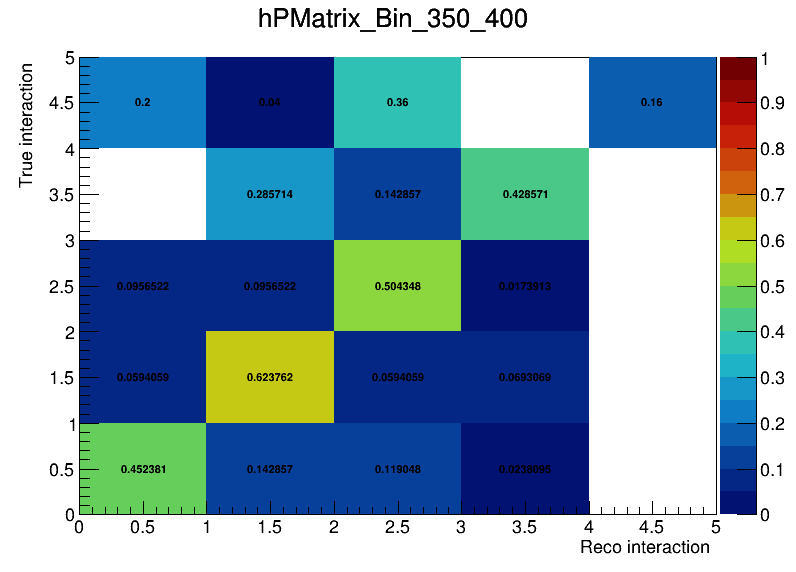 hPMatrix_Bin_350_400
True interaction
5
4.5
4
3.5
3
2.5
2
1.5
1
0.5
0
0.2 0.04 0.36 0.16
0.285714 0.142857 0.428571
0.0956522 0.0956522 0.504348 0.0173913
0.0594059 0.623762 0.0594059 0.0693069
0.452381 0.142857 0.119048 0.0238095
0 0.5 1 1.5 2 2.5 3 3.5 4 4.5 5
Reco interaction
1
0.9
0.8
0.7
0.6
0.5
0.4
0.3
0.2
0.1
0